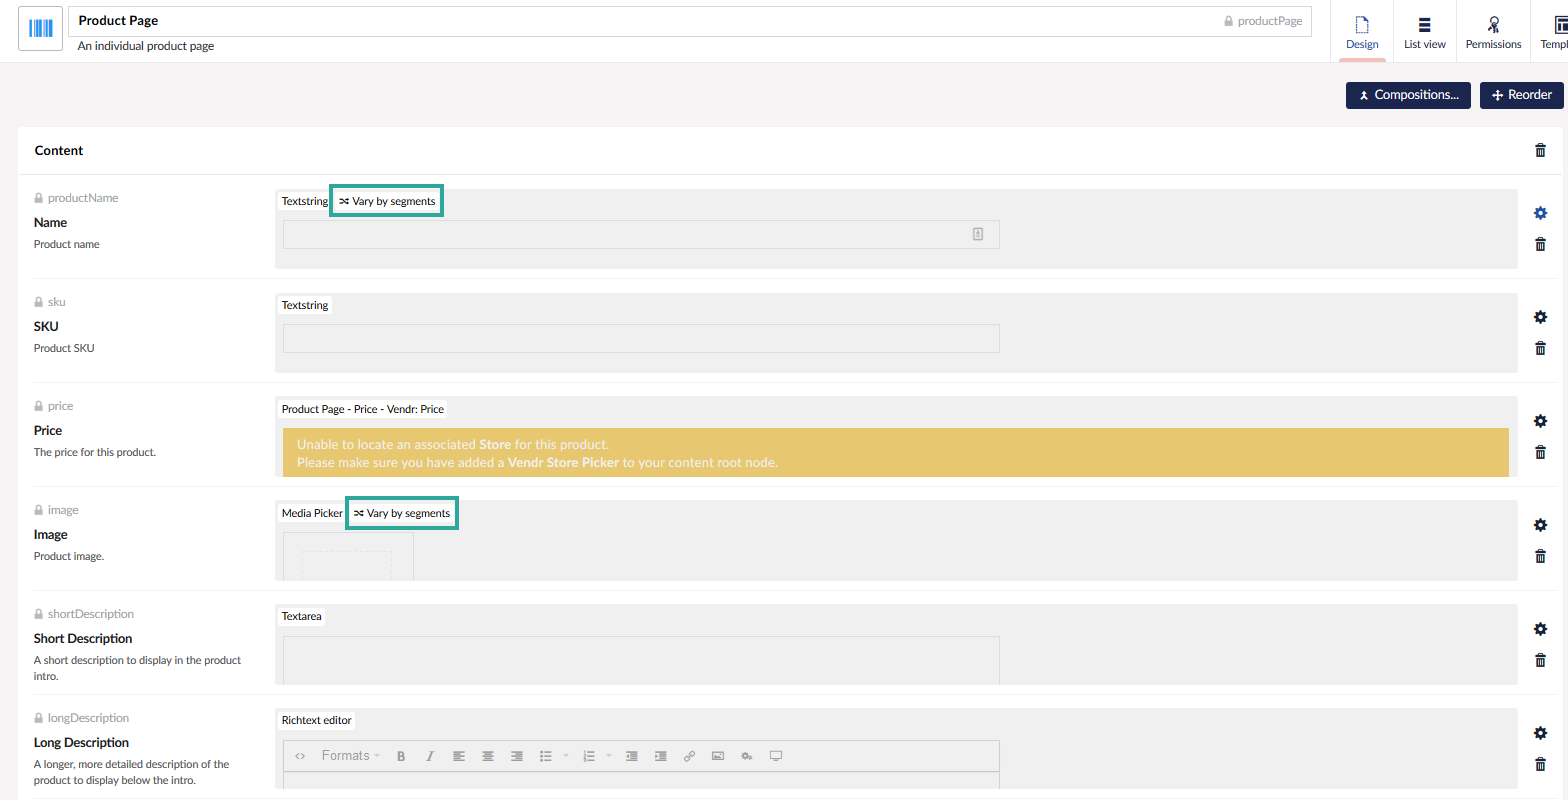 Product Page
productPage
An individual product page
Design
List view
Permissions
Templ
Compositions...
Reorder
Content
productName
Name
Product name
Textstring
Vary by segments
sku
SKU
Product SKU
Textstring
price
Price
The price for this product.
Product Page - Price - Vendr: Price
Unable to locate an associated Store for this product.
Please make sure you have added a Vendr Store Picker to your content root node.
image
Image
Product image.
Media Picker
Vary by segments
shortDescription
Short Description
A short description to display in the product
intro.
Textarea
longDescription
Long Description
A longer, more detailed description of the
product to display below the intro.
Richtext editor
Formats
B
I